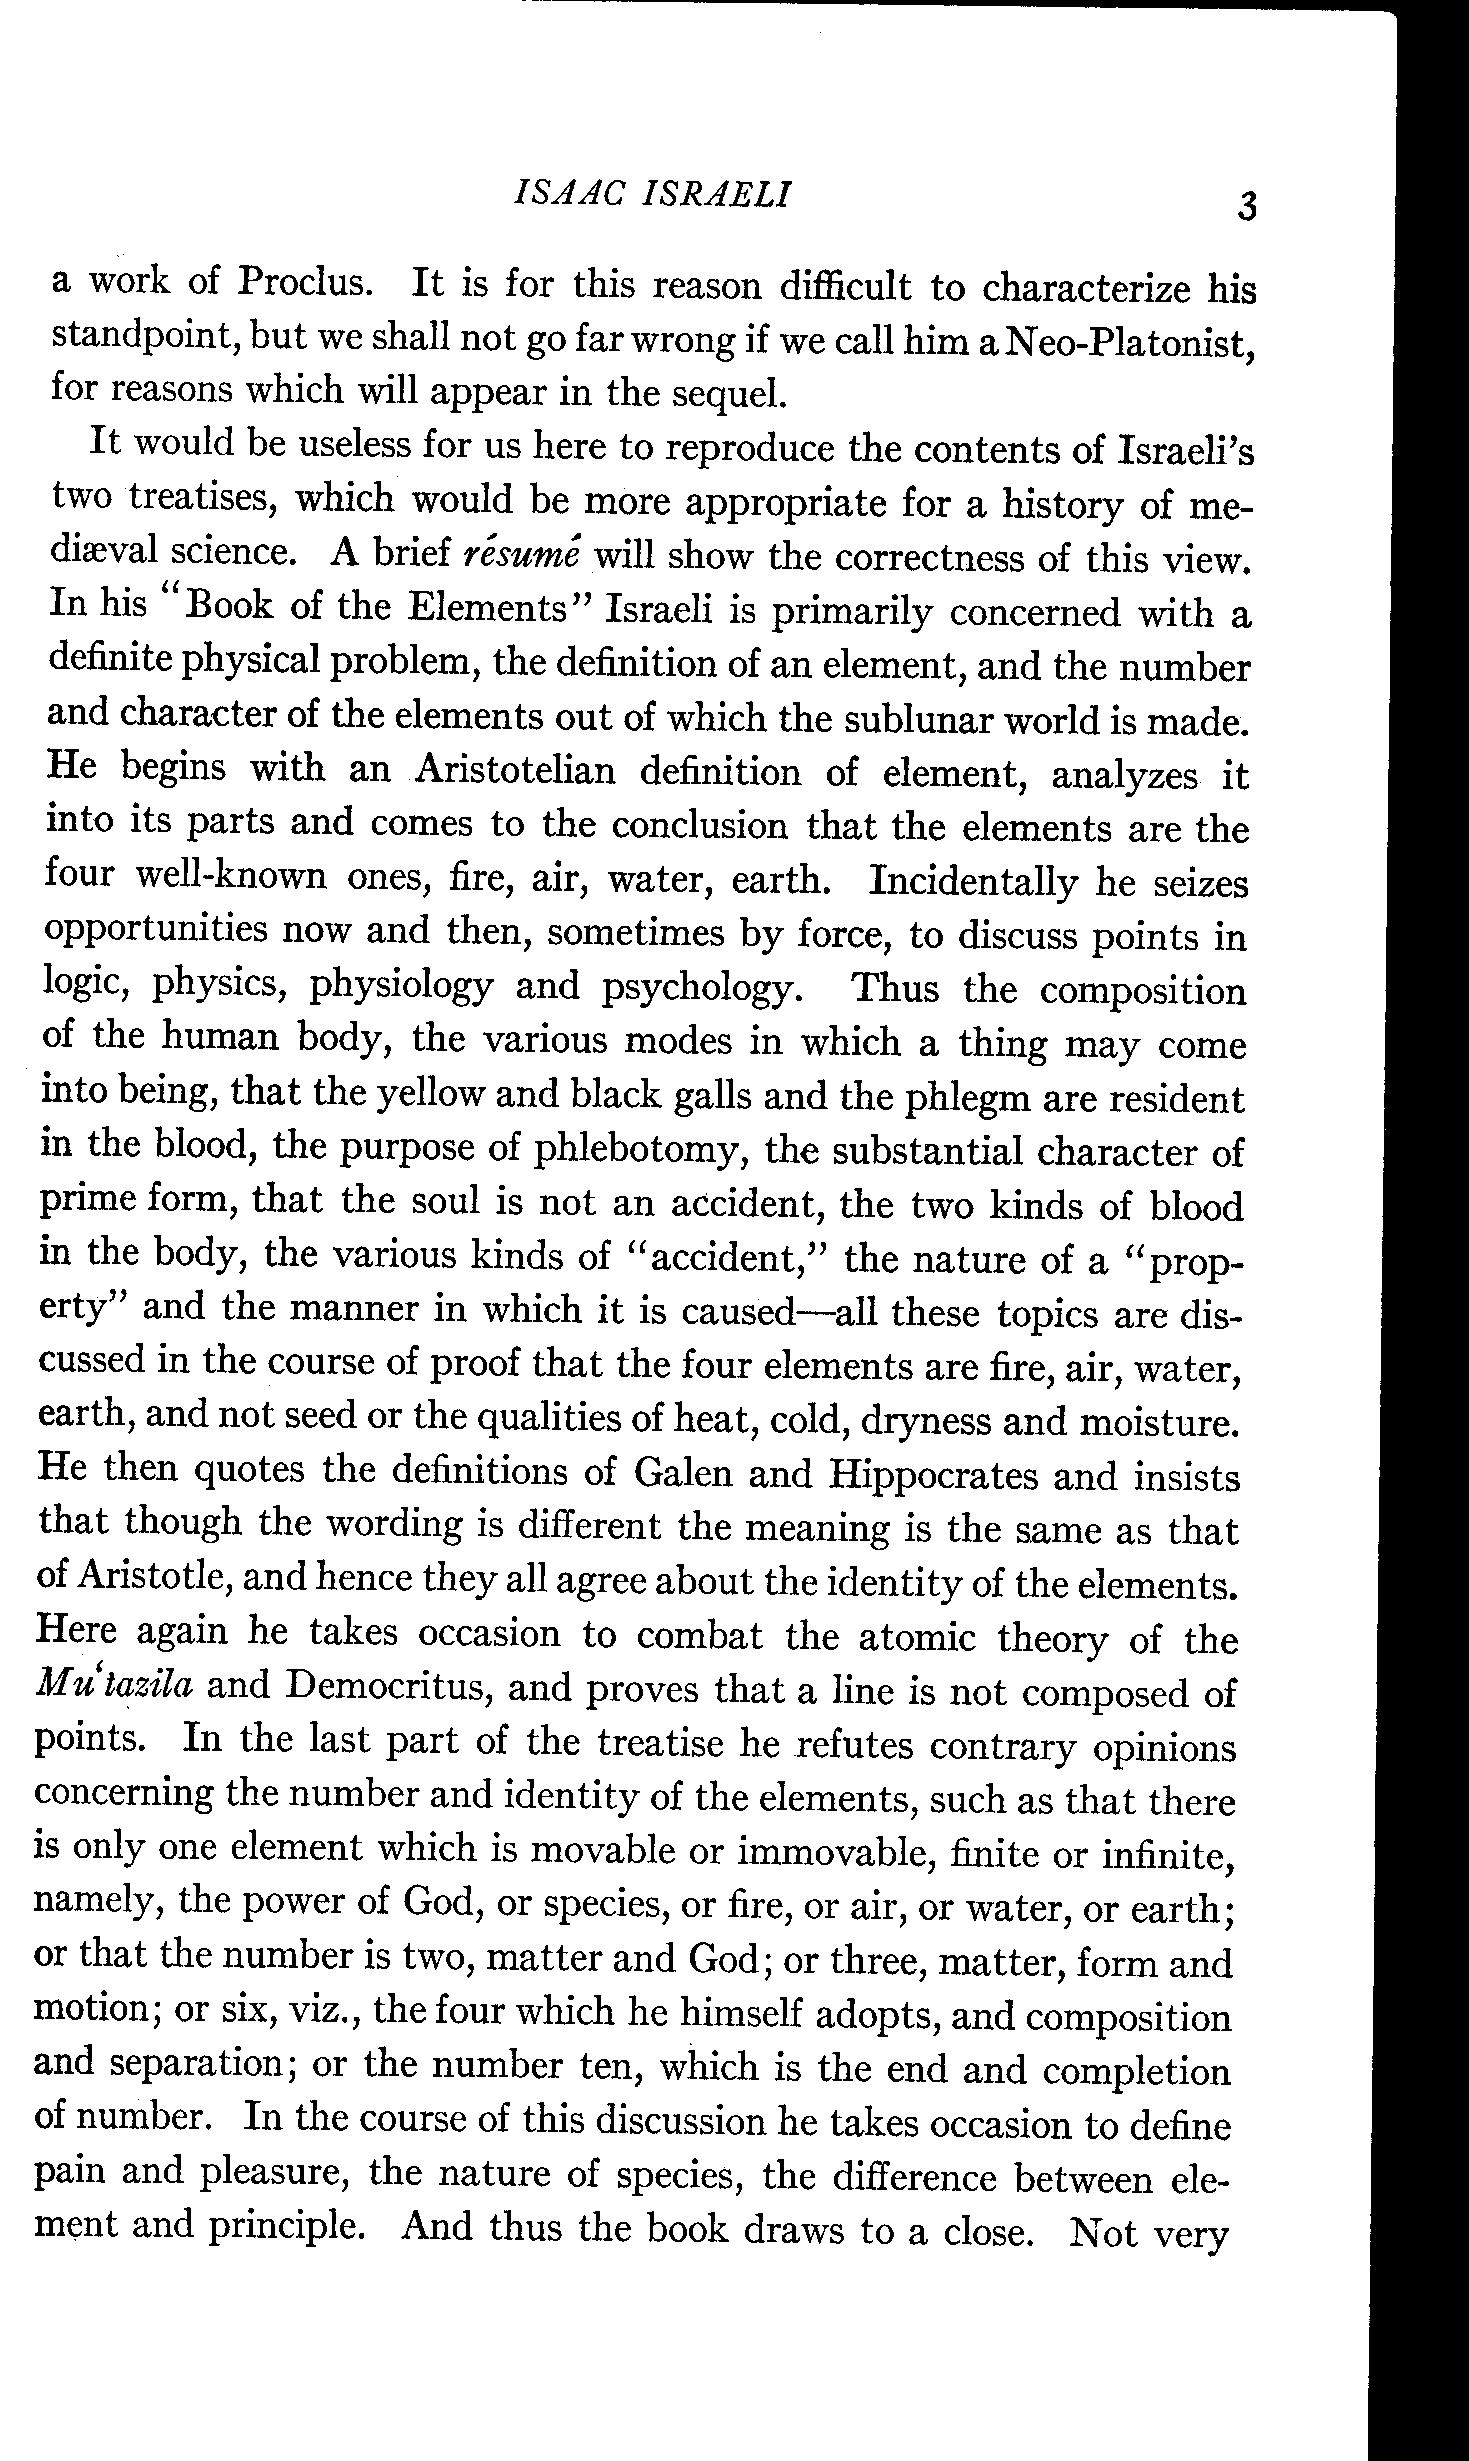 ISAAC ISRAELI 3
a work of Proclus. It is for this reason difficult to characterize his
standpoint, but we shall not go far wrong if we call him a Neo-Platonist,
for reasons which will appear in the sequel.
It would be useless for us here to reproduce the contents of Israeli's
two treatises, which would be more appropriate for a history of me-
diæval science. A brief résumé will show the correctness of this view.
In his "Book of the Elements" Israeli is primarily concerned with a
definite physical problem, the definition of an element, and the number
and character of the elements out of which the sublunar world is made.
He begins with an Aristotelian definition of element, analyzes it
into its parts and comes to the conclusion that the elements are the
four well-known ones, fire, air, water, earth. Incidentally he seizes
opportunities now and then, sometimes by force, to discuss points in
logic, physics, physiology and psychology. Thus the composition
of the human body, the various modes in which a thing may come
into being, that the yellow and black galls and the phlegm are resident
in the blood, the purpose of phlebotomy, the substantial character of
prime form, that the soul is not an accident, the two kinds of blood
in the body, the various kinds of "accident," the nature of a "prop-
erty" and the manner in which it is caused—all these topics are dis-
cussed in the course of proof that the four elements are fire, air, water,
earth, and not seed or the qualities of heat, cold, dryness and moisture.
He then quotes the definitions of Galen and Hippocrates and insists
that though the wording is different the meaning is the same as that
of Aristotle, and hence they all agree about the identity of the elements.
Here again he takes occasion to combat the atomic theory of the
Mu‘tazila and Democritus, and proves that a line is not composed of
points. In the last part of the treatise he refutes contrary opinions
concerning the number and identity of the elements, such as that there
is only one element which is movable or immovable, finite or infinite,
namely, the power of God, or species, or fire, or air, or water, or earth;
or that the number is two, matter and God; or three, matter, form and
motion; or six, viz., the four which he himself adopts, and composition
and separation; or the number ten, which is the end and completion
of number. In the course of this discussion he takes occasion to define
pain and pleasure, the nature of species, the difference between ele-
ment and principle. And thus the book draws to a close. Not very